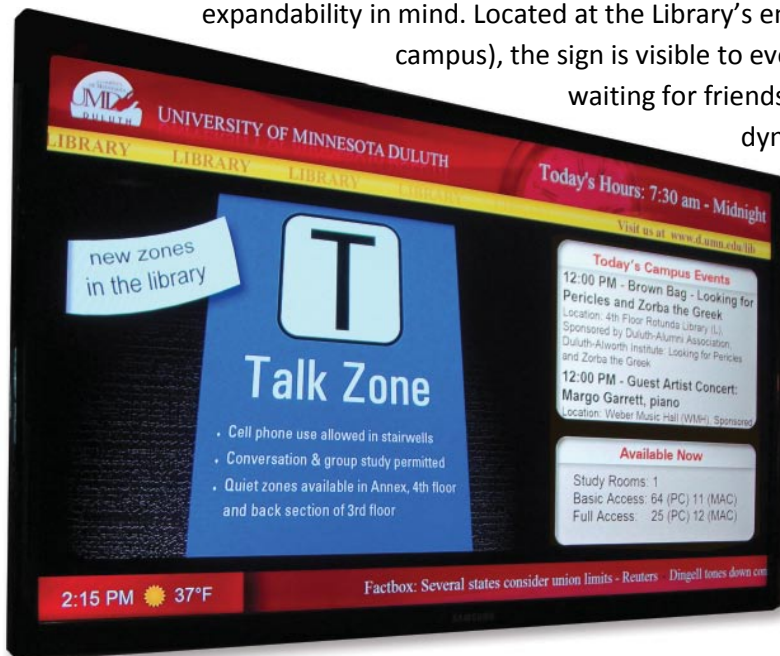 expandability in mind. Located at the Library's en
campus), the sign is visible to eve
waiting for friends
dyn
UMD
DULUTH
UNIVERSITY OF MINNESOTA DULUTH
Today's Hours: 7:30 am - Midnight
LIBRARY LIBRARY LIBRARY LIBRARY
Visit us at www.d.umn.edu/lib
new zones
in the library
T
Talk Zone
• Cell phone use allowed in stairwells
• Conversation & group study permitted
• Quiet zones available in Annex, 4th floor
and back section of 3rd floor
Today's Campus Events
12:00 PM - Brown Bag - Looking for
Pericles and Zorba the Greek
Location: 4th Floor Rotunda Library (L),
Sponsored by Duluth-Alumni Association,
Duluth-Alworth Institute: Looking for Pericles
and Zorba the Greek
12:00 PM - Guest Artist Concert:
Margo Garrett, piano
Location: Weber Music Hall (WMH), Sponsored
Available Now
Study Rooms: 1
Basic Access: 64 (PC) 11 (MAC)
Full Access: 25 (PC) 12 (MAC)
2:15 PM 37°F
Factbox: Several states consider union limits - Reuters Dingell tones down com
SAMSUNG